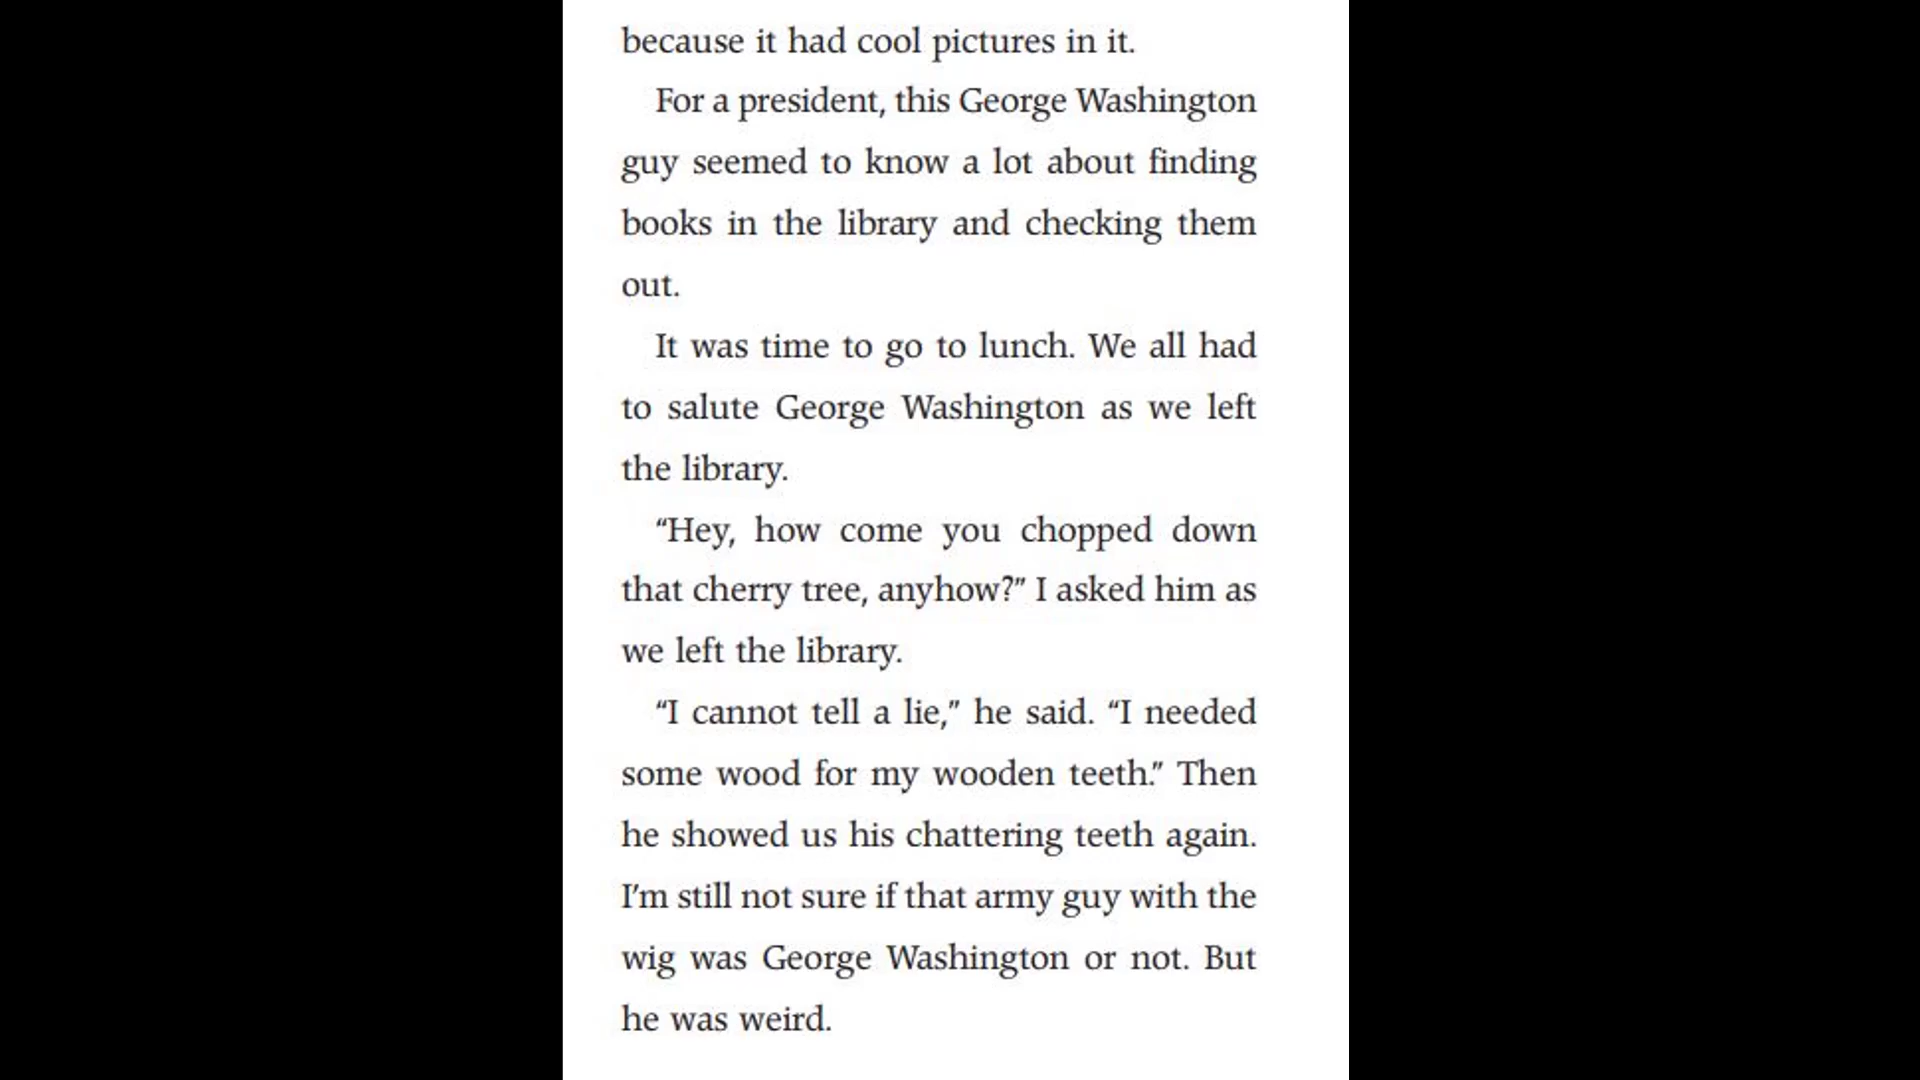 because it had cool pictures in it.
For a president, this George Washington
guy seemed to know a lot about finding
books in the library and checking them
out.
It was time to go to lunch. We all had
to salute George Washington as we left
the library.
“Hey, how come you chopped down
that cherry tree, anyhow?” I asked him as
we left the library.
“I cannot tell a lie,” he said. “I needed
some wood for my wooden teeth.” Then
he showed us his chattering teeth again.
I’m still not sure if that army guy with the
wig was George Washington or not. But
he was weird.